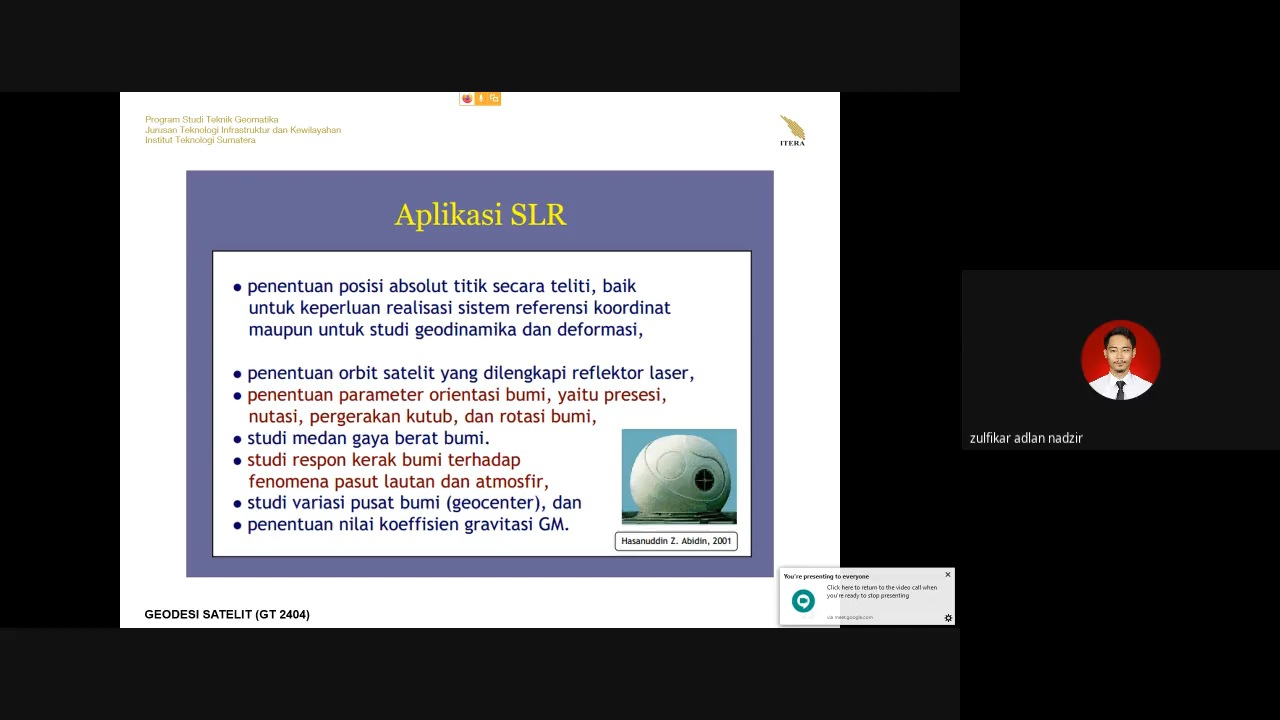 Program Studi Teknik Geomatika
Jurusan Teknologi Infrastruktur dan Kewilayahan
Institut Teknologi Sumatera
ITERA
Aplikasi SLR
● penentuan posisi absolut titik secara teliti, baik
untuk keperluan realisasi sistem referensi koordinat
maupun untuk studi geodinamika dan deformasi,
● penentuan orbit satelit yang dilengkapi reflektor laser,
● penentuan parameter orientasi bumi, yaitu presesi,
nutasi, pergerakan kutub, dan rotasi bumi,
● studi medan gaya berat bumi.
● studi respon kerak bumi terhadap
fenomena pasut lautan dan atmosfir,
● studi variasi pusat bumi (geocenter), dan
● penentuan nilai koeffisien gravitasi GM.
Hasanuddin Z. Abidin, 2001
GEODESI SATELIT (GT 2404)
You're presenting to everyone
Click here to return to the video call when
you're ready to stop presenting
via meet.google.com
zulfikar adlan nadzir